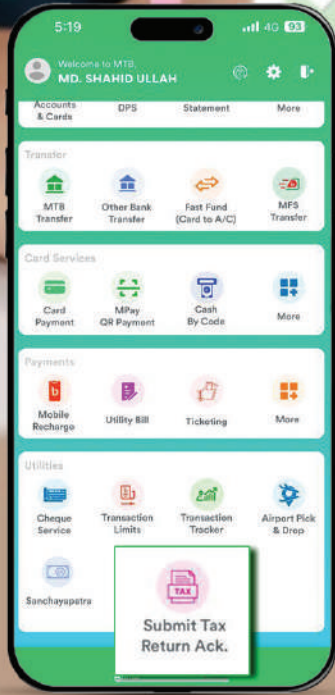 5:19
4G 93
Welcome to MTB,
MD. SHAHID ULLAH
Accounts
& Cards
DPS
Statement
More
Transfer
MTB
Transfer
Other Bank
Transfer
Fast Fund
(Card to A/C)
MFS
Transfer
Card Services
Card
Payment
MPay
QR Payment
Cash
By Code
More
Payments
Mobile
Recharge
Utility Bill
Ticketing
More
Utilities
Cheque
Service
Transaction
Limits
Transaction
Tracker
Airport Pick
& Drop
Sanchayapatra
TAX
Submit Tax
Return Ack.